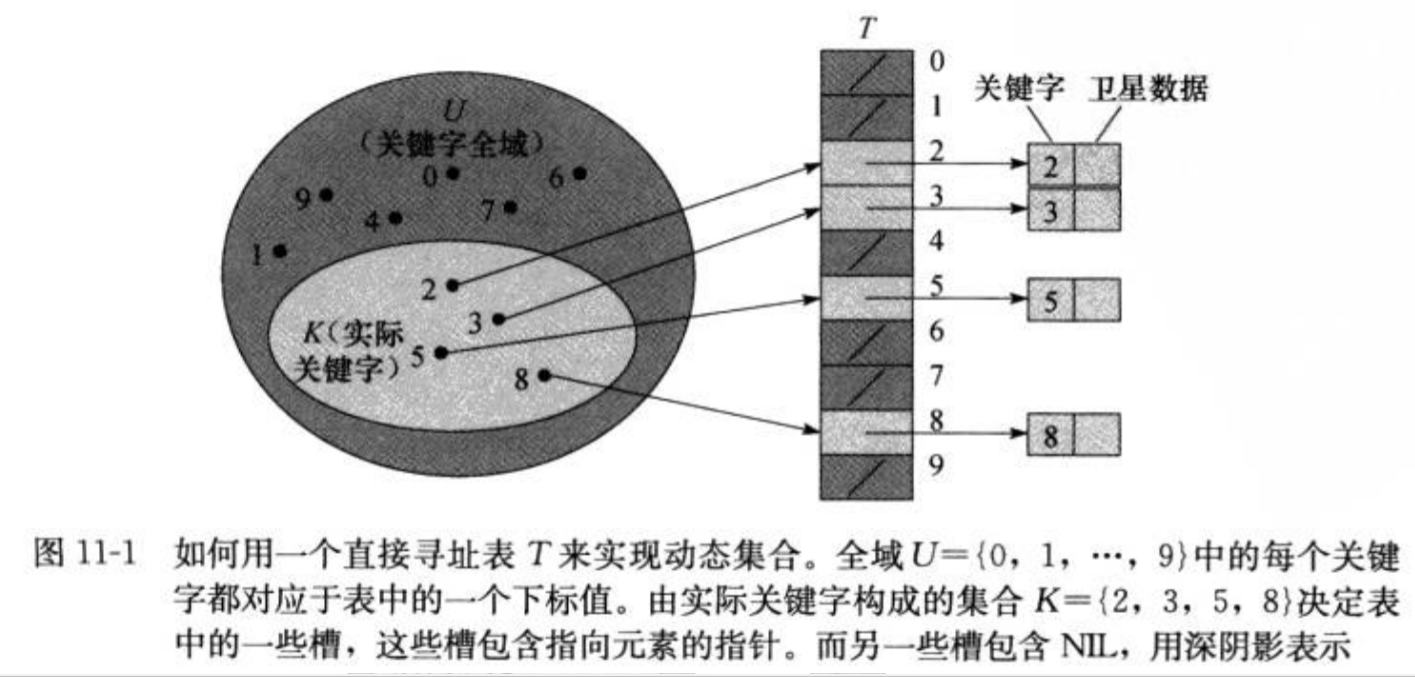 T
U
(关键字全域)
9
0
6
4
7
1
2
3
K(实际
关键字)
5
8
0
1
2
3
4
5
6
7
8
9
关键字 卫星数据
2
3
5
8
图 11-1 如何用一个直接寻址表 T 来实现动态集合。全域U={0, 1, …, 9}中的每个关键
字都对应于表中的一个下标值。由实际关键字构成的集合 K={2, 3, 5, 8}决定表
中的一些槽，这些槽包含指向元素的指针。而另一些槽包含 NIL，用深阴影表示